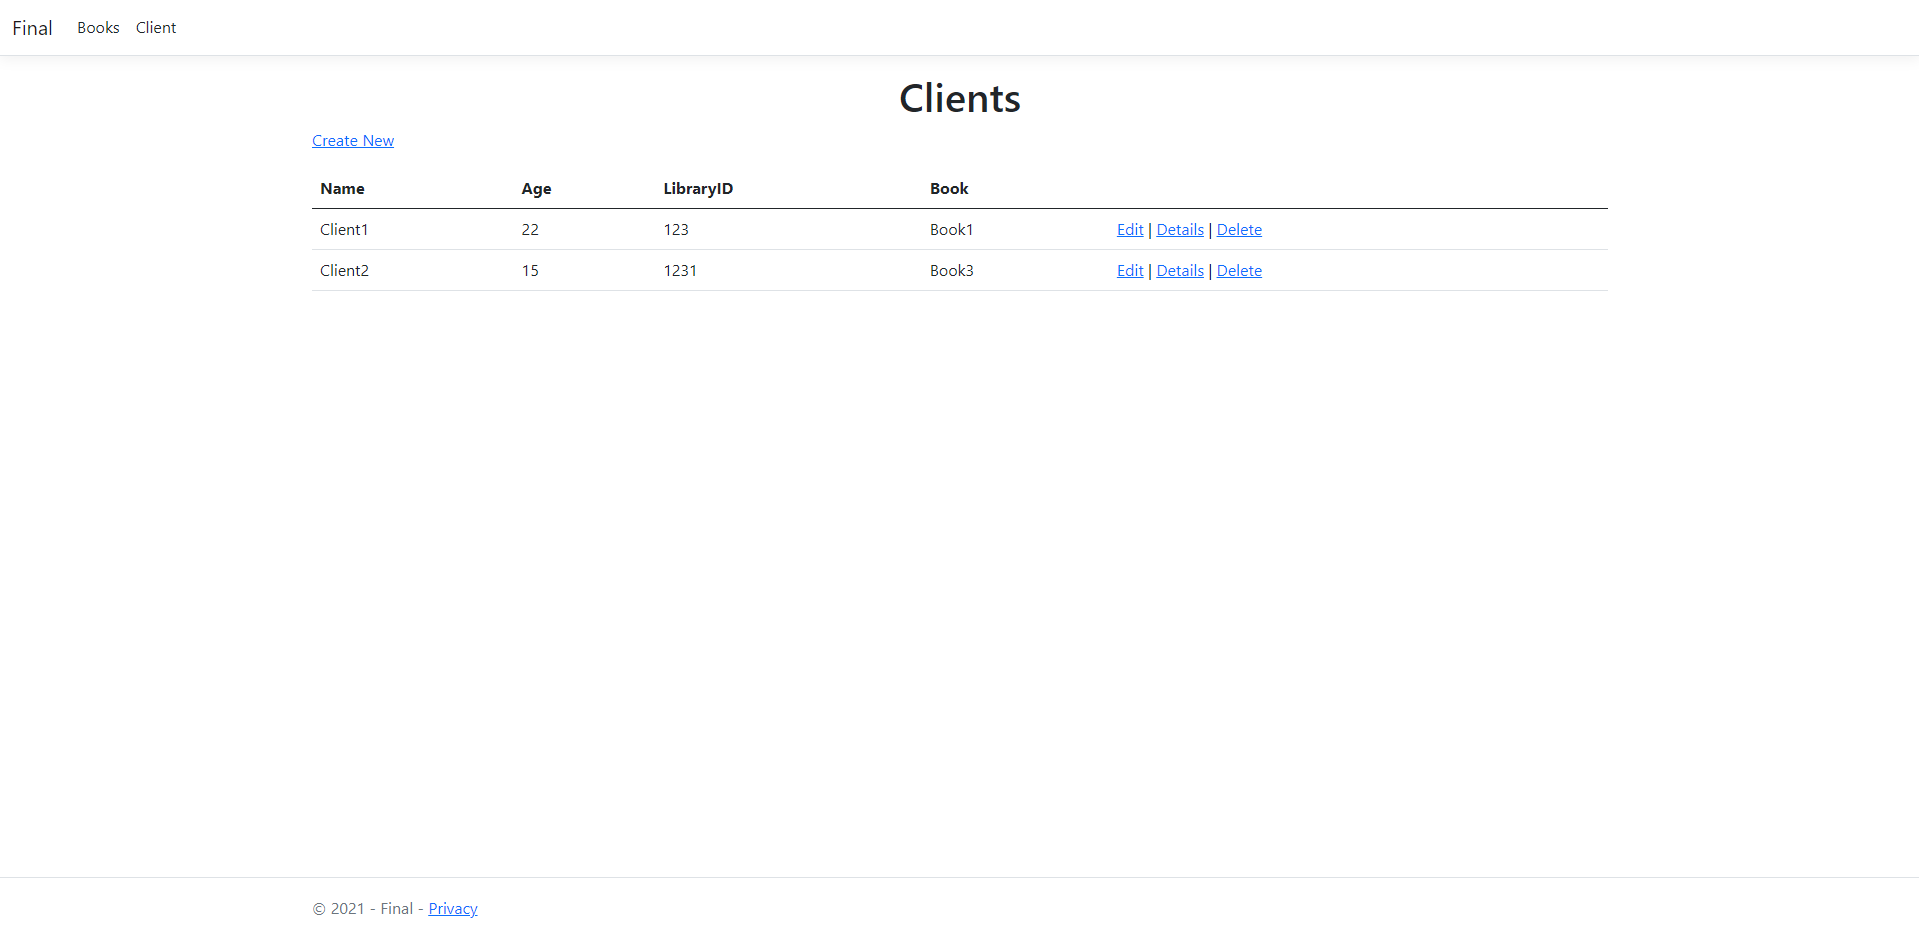 Final Books Client
Clients
Create New
Name Age LibraryID Book
Client1 22 123 Book1 Edit | Details | Delete
Client2 15 1231 Book3 Edit | Details | Delete
© 2021 - Final - Privacy